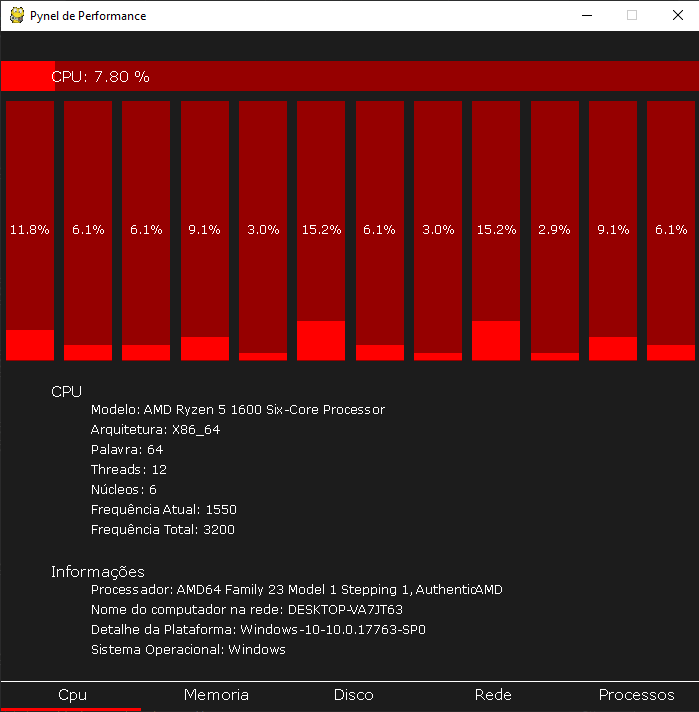 Pynel de Performance
CPU: 7.80 %
11.8% 6.1% 6.1% 9.1% 3.0% 15.2% 6.1% 3.0% 15.2% 2.9% 9.1% 6.1%
CPU
Modelo: AMD Ryzen 5 1600 Six-Core Processor
Arquitetura: X86_64
Palavra: 64
Threads: 12
Núcleos: 6
Frequência Atual: 1550
Frequência Total: 3200
Informações
Processador: AMD64 Family 23 Model 1 Stepping 1, AuthenticAMD
Nome do computador na rede: DESKTOP-VA7JT63
Detalhe da Plataforma: Windows-10-10.0.17763-SP0
Sistema Operacional: Windows
Cpu Memoria Disco Rede Processos